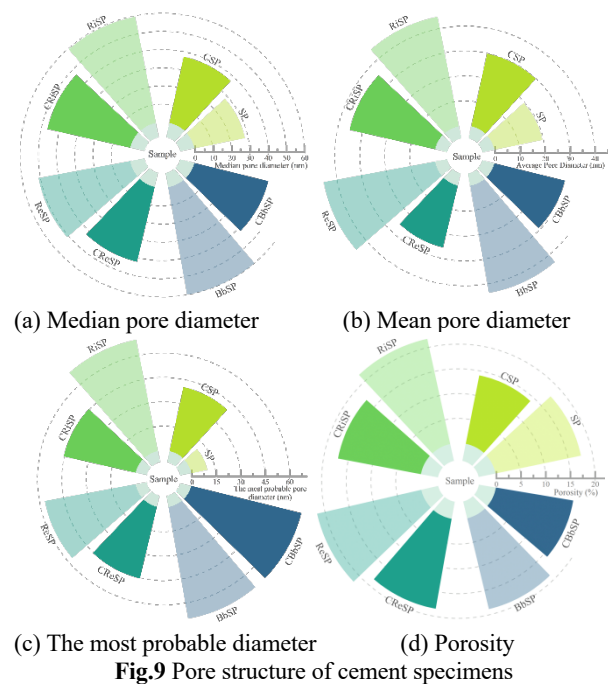 RiSP
CSP
CRiSP
SP
Sample
0 10 20 30 40 50 60
Median pore diameter (nm)
ReSP
CBbSP
CReSP
BbSP
(a) Median pore diameter
RiSP
CSP
CRiSP
SP
Sample
0 10 20 30 40
Average Pore Diameter (nm)
ReSP
CBbSP
CReSP
BbSP
(b) Mean pore diameter
RiSP
CSP
CRiSP
SP
Sample
0 15 30 45 60
The most probable pore
diameter (nm)
ReSP
CBbSP
CReSP
BbSP
(c) The most probable diameter
RiSP
CSP
CRiSP
SP
Sample
0 5 10 15 20
Porosity (%)
ReSP
CBbSP
CReSP
BbSP
(d) Porosity
Fig.9 Pore structure of cement specimens